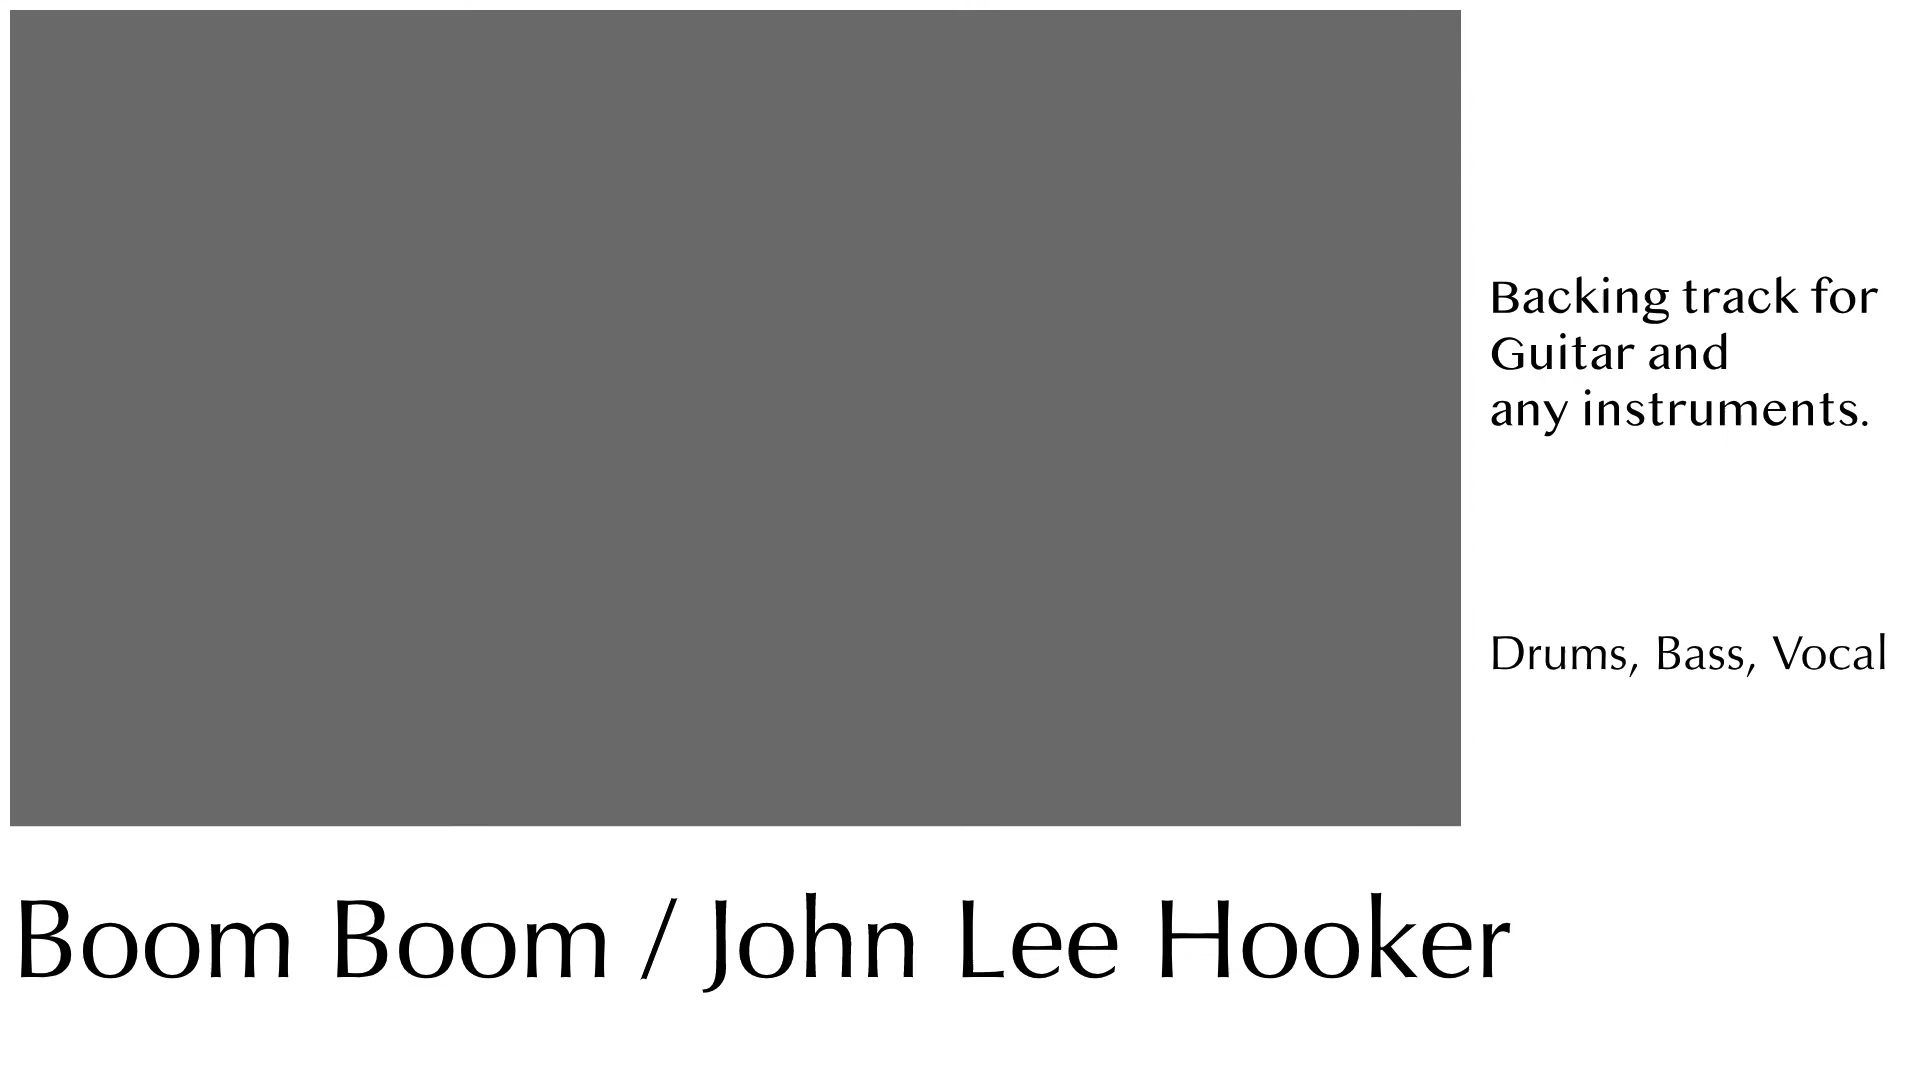 Backing track for
Guitar and
any instruments.
Drums, Bass, Vocal
Boom Boom / John Lee Hooker